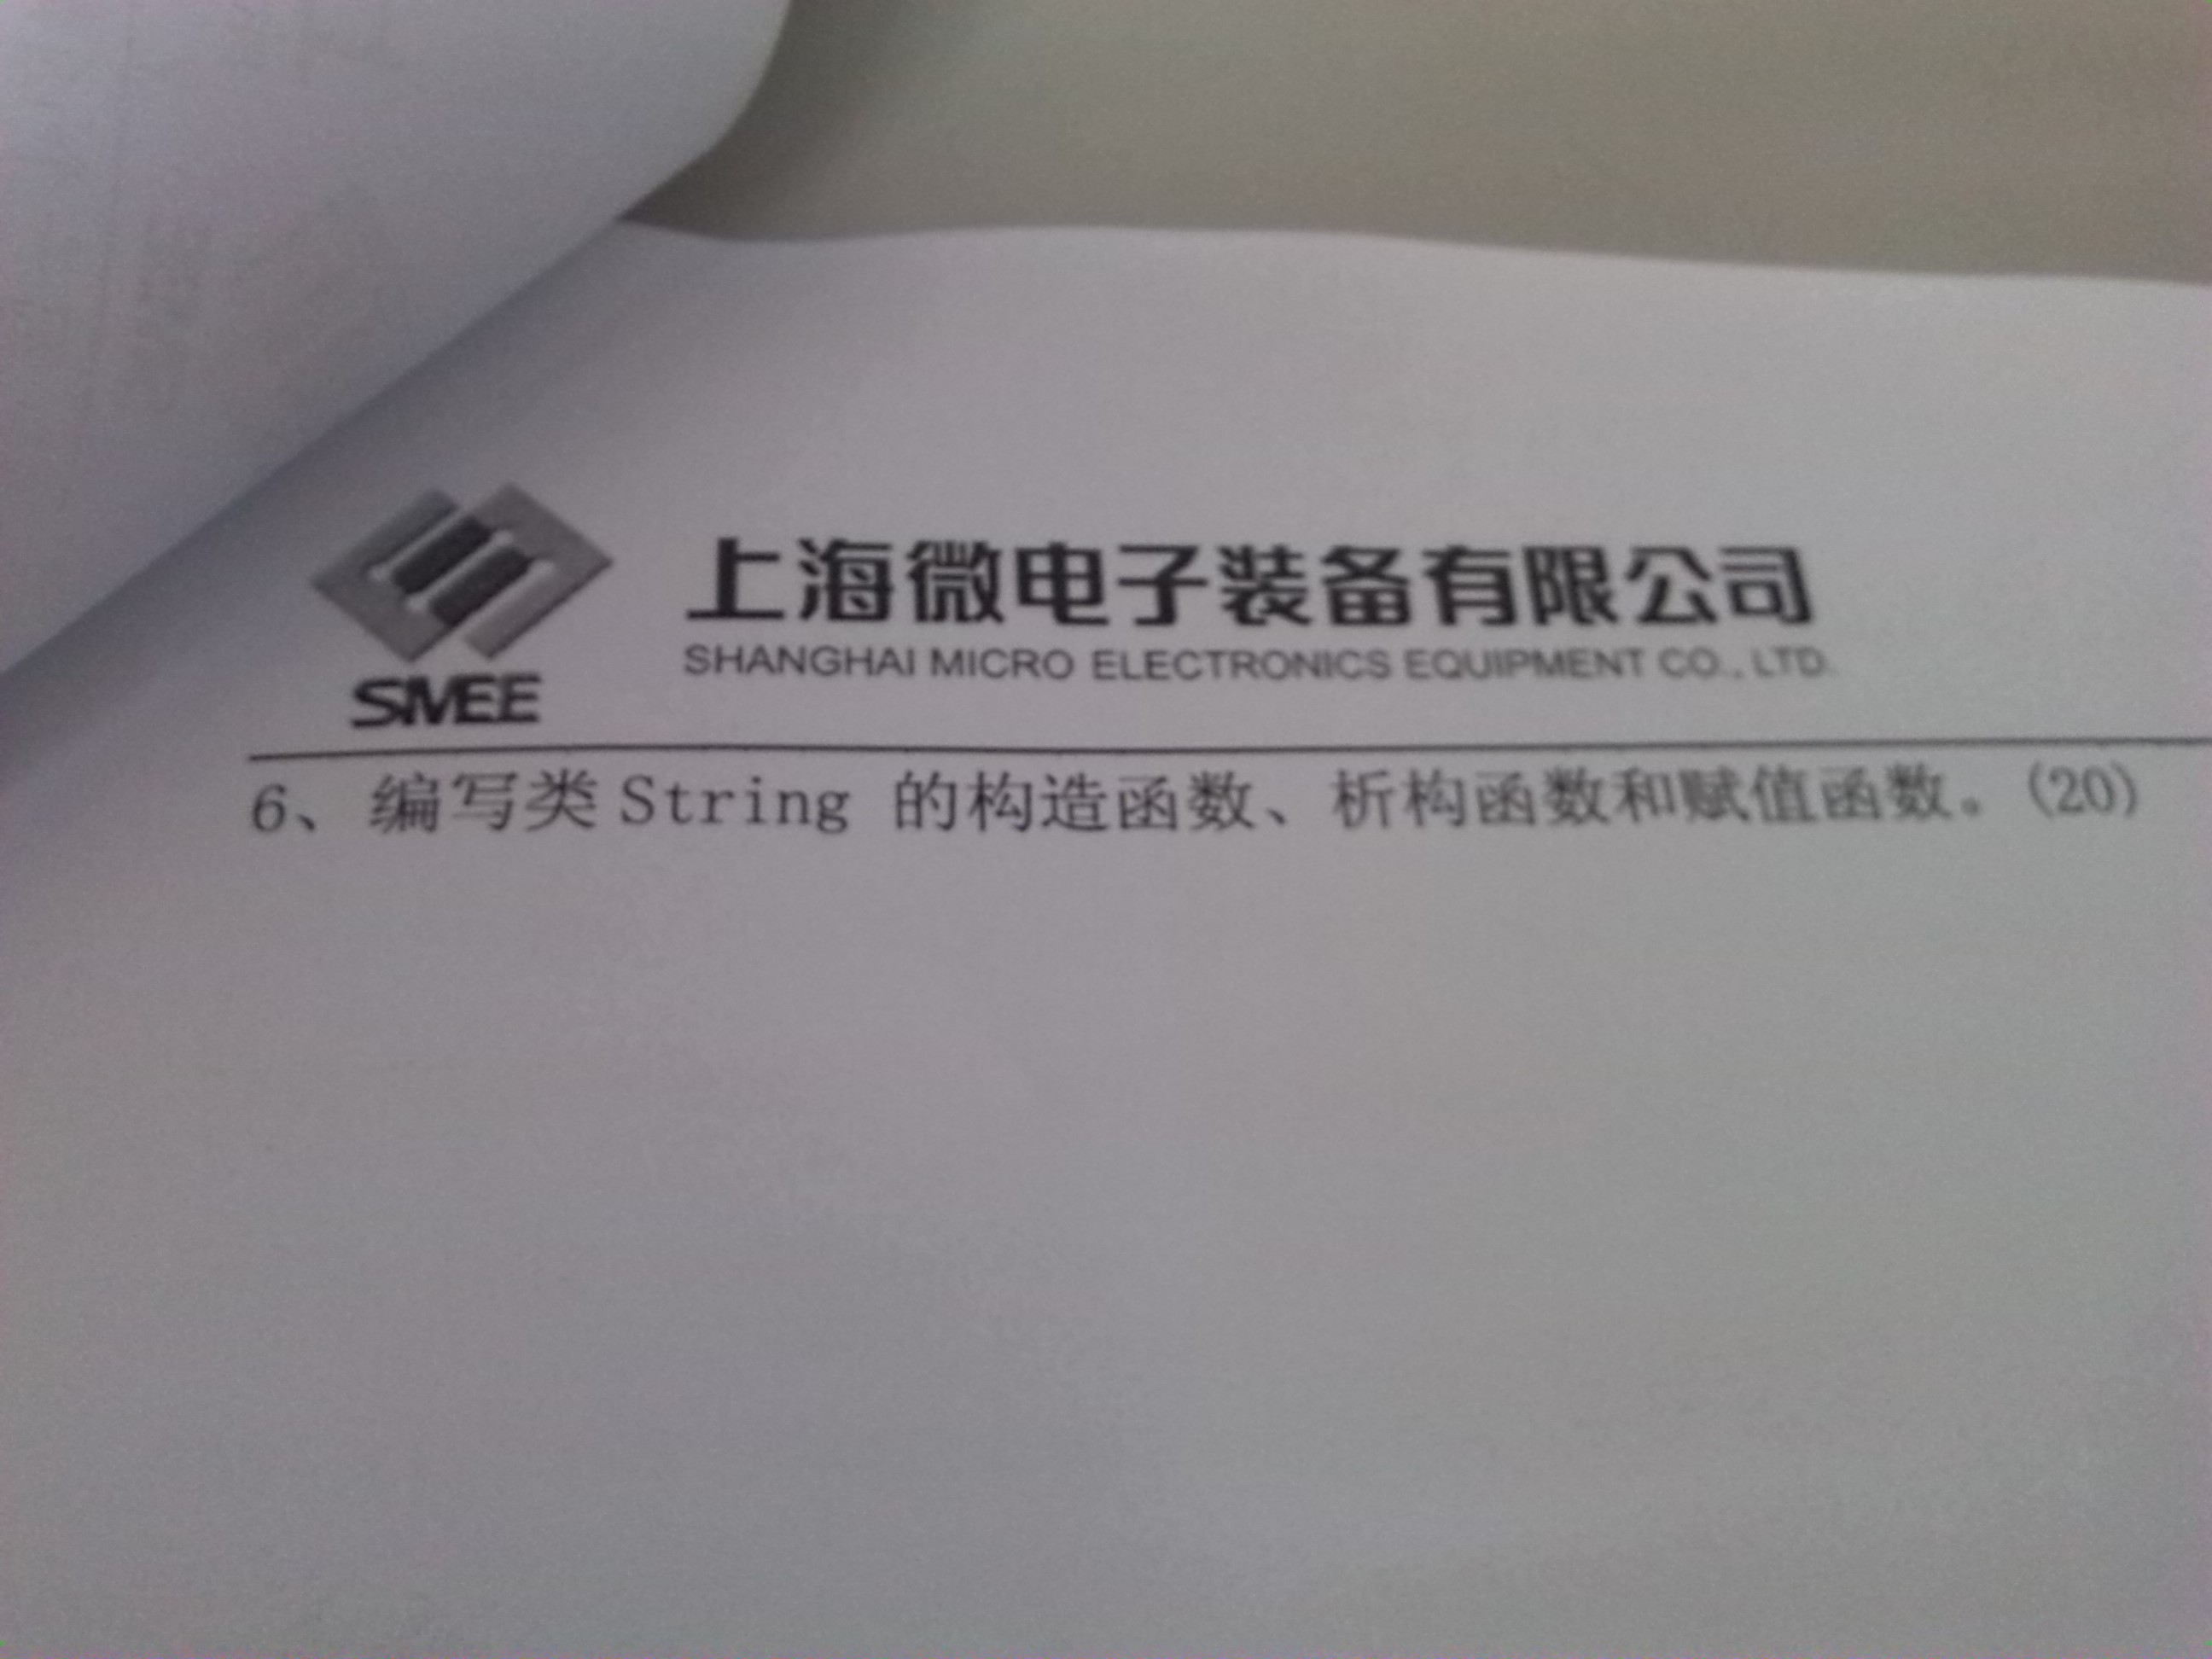 上海微电子装备有限公司
SHANGHAI MICRO ELECTRONICS EQUIPMENT CO., LTD.
SMEE
6、编写类 String 的构造函数、析构函数和赋值函数。(20)